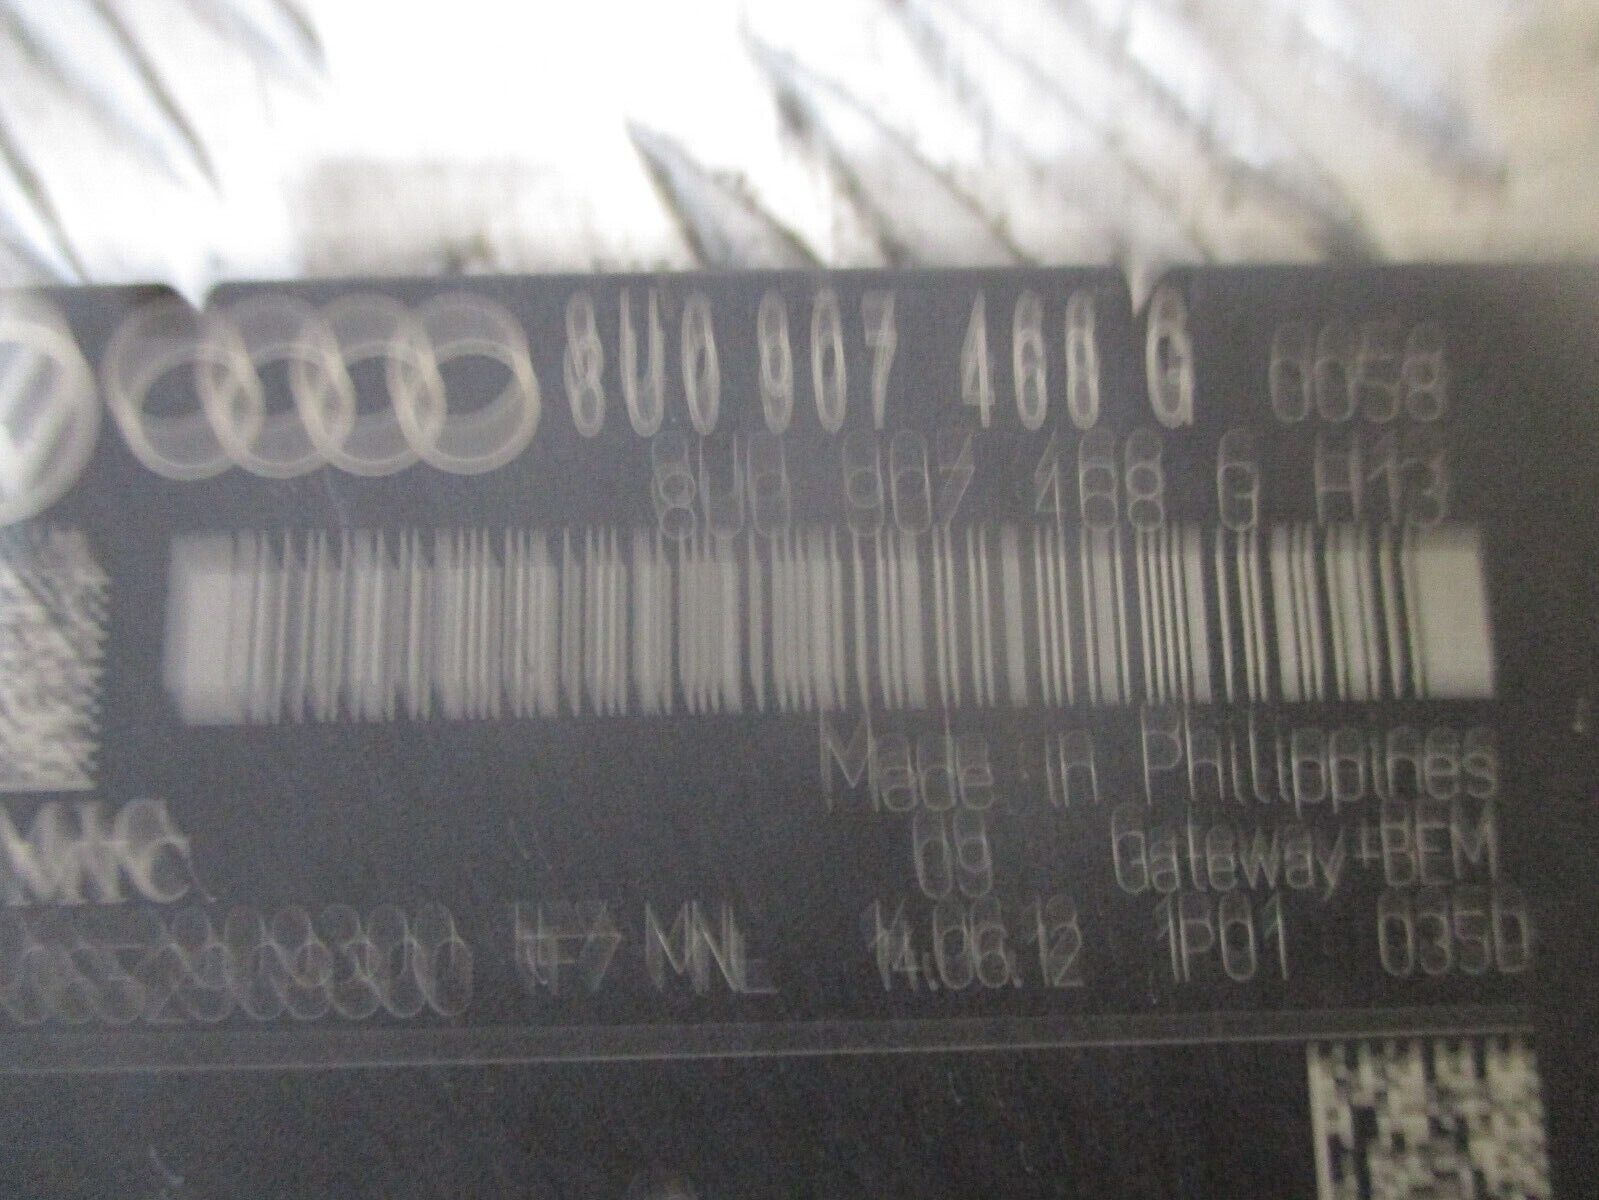 8U0 907 468 G 0058
8U0 907 468 G H13
Made in Philippines
09 Gateway+BEM
MNL 14.06.12 1P01 035D